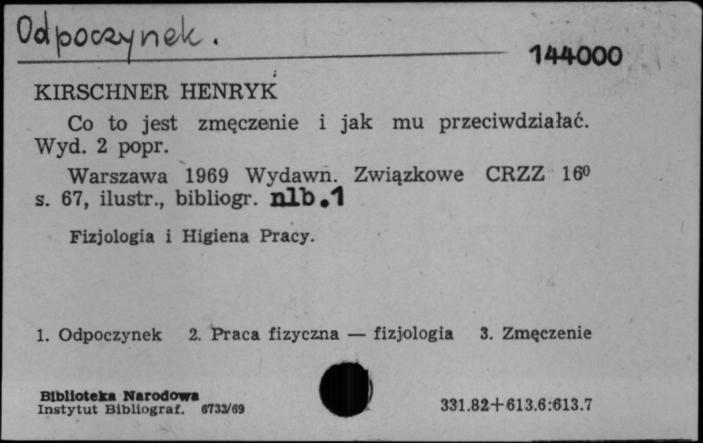 Odpoczynek.
144000
KIRSCHNER HENRYK
Co to jest zmęczenie i jak mu przeciwdziałać.
Wyd. 2 popr.
Warszawa 1969 Wydawn. Związkowe CRZZ 16⁰
s. 67, ilustr., bibliogr. nlb.1
Fizjologia i Higiena Pracy.
1. Odpoczynek 2. Praca fizyczna — fizjologia 3. Zmęczenie
Biblioteka Narodowa
Instytut Bibliograf. 6733/69
331.82+613.6:613.7